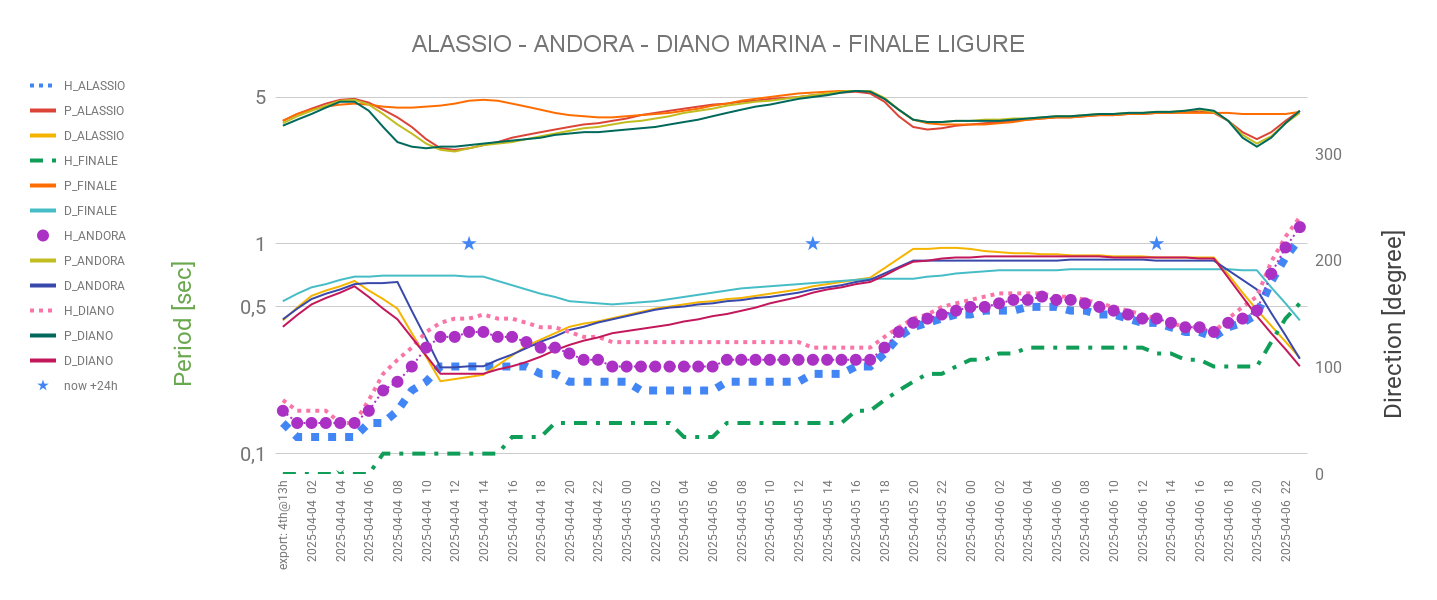 ALASSIO - ANDORA - DIANO MARINA - FINALE LIGURE
H_ALASSIO
P_ALASSIO
D_ALASSIO
H_FINALE
P_FINALE
D_FINALE
H_ANDORA
P_ANDORA
D_ANDORA
H_DIANO
P_DIANO
D_DIANO
now +24h
Period [sec]
5
1
0,5
0,1
300
200
100
0
Direction [degree]
export: 4th@13h
2025-04-04 02
2025-04-04 04
2025-04-04 06
2025-04-04 08
2025-04-04 10
2025-04-04 12
2025-04-04 14
2025-04-04 16
2025-04-04 18
2025-04-04 20
2025-04-04 22
2025-04-05 00
2025-04-05 02
2025-04-05 04
2025-04-05 06
2025-04-05 08
2025-04-05 10
2025-04-05 12
2025-04-05 14
2025-04-05 16
2025-04-05 18
2025-04-05 20
2025-04-05 22
2025-04-06 00
2025-04-06 02
2025-04-06 04
2025-04-06 06
2025-04-06 08
2025-04-06 10
2025-04-06 12
2025-04-06 14
2025-04-06 16
2025-04-06 18
2025-04-06 20
2025-04-06 22